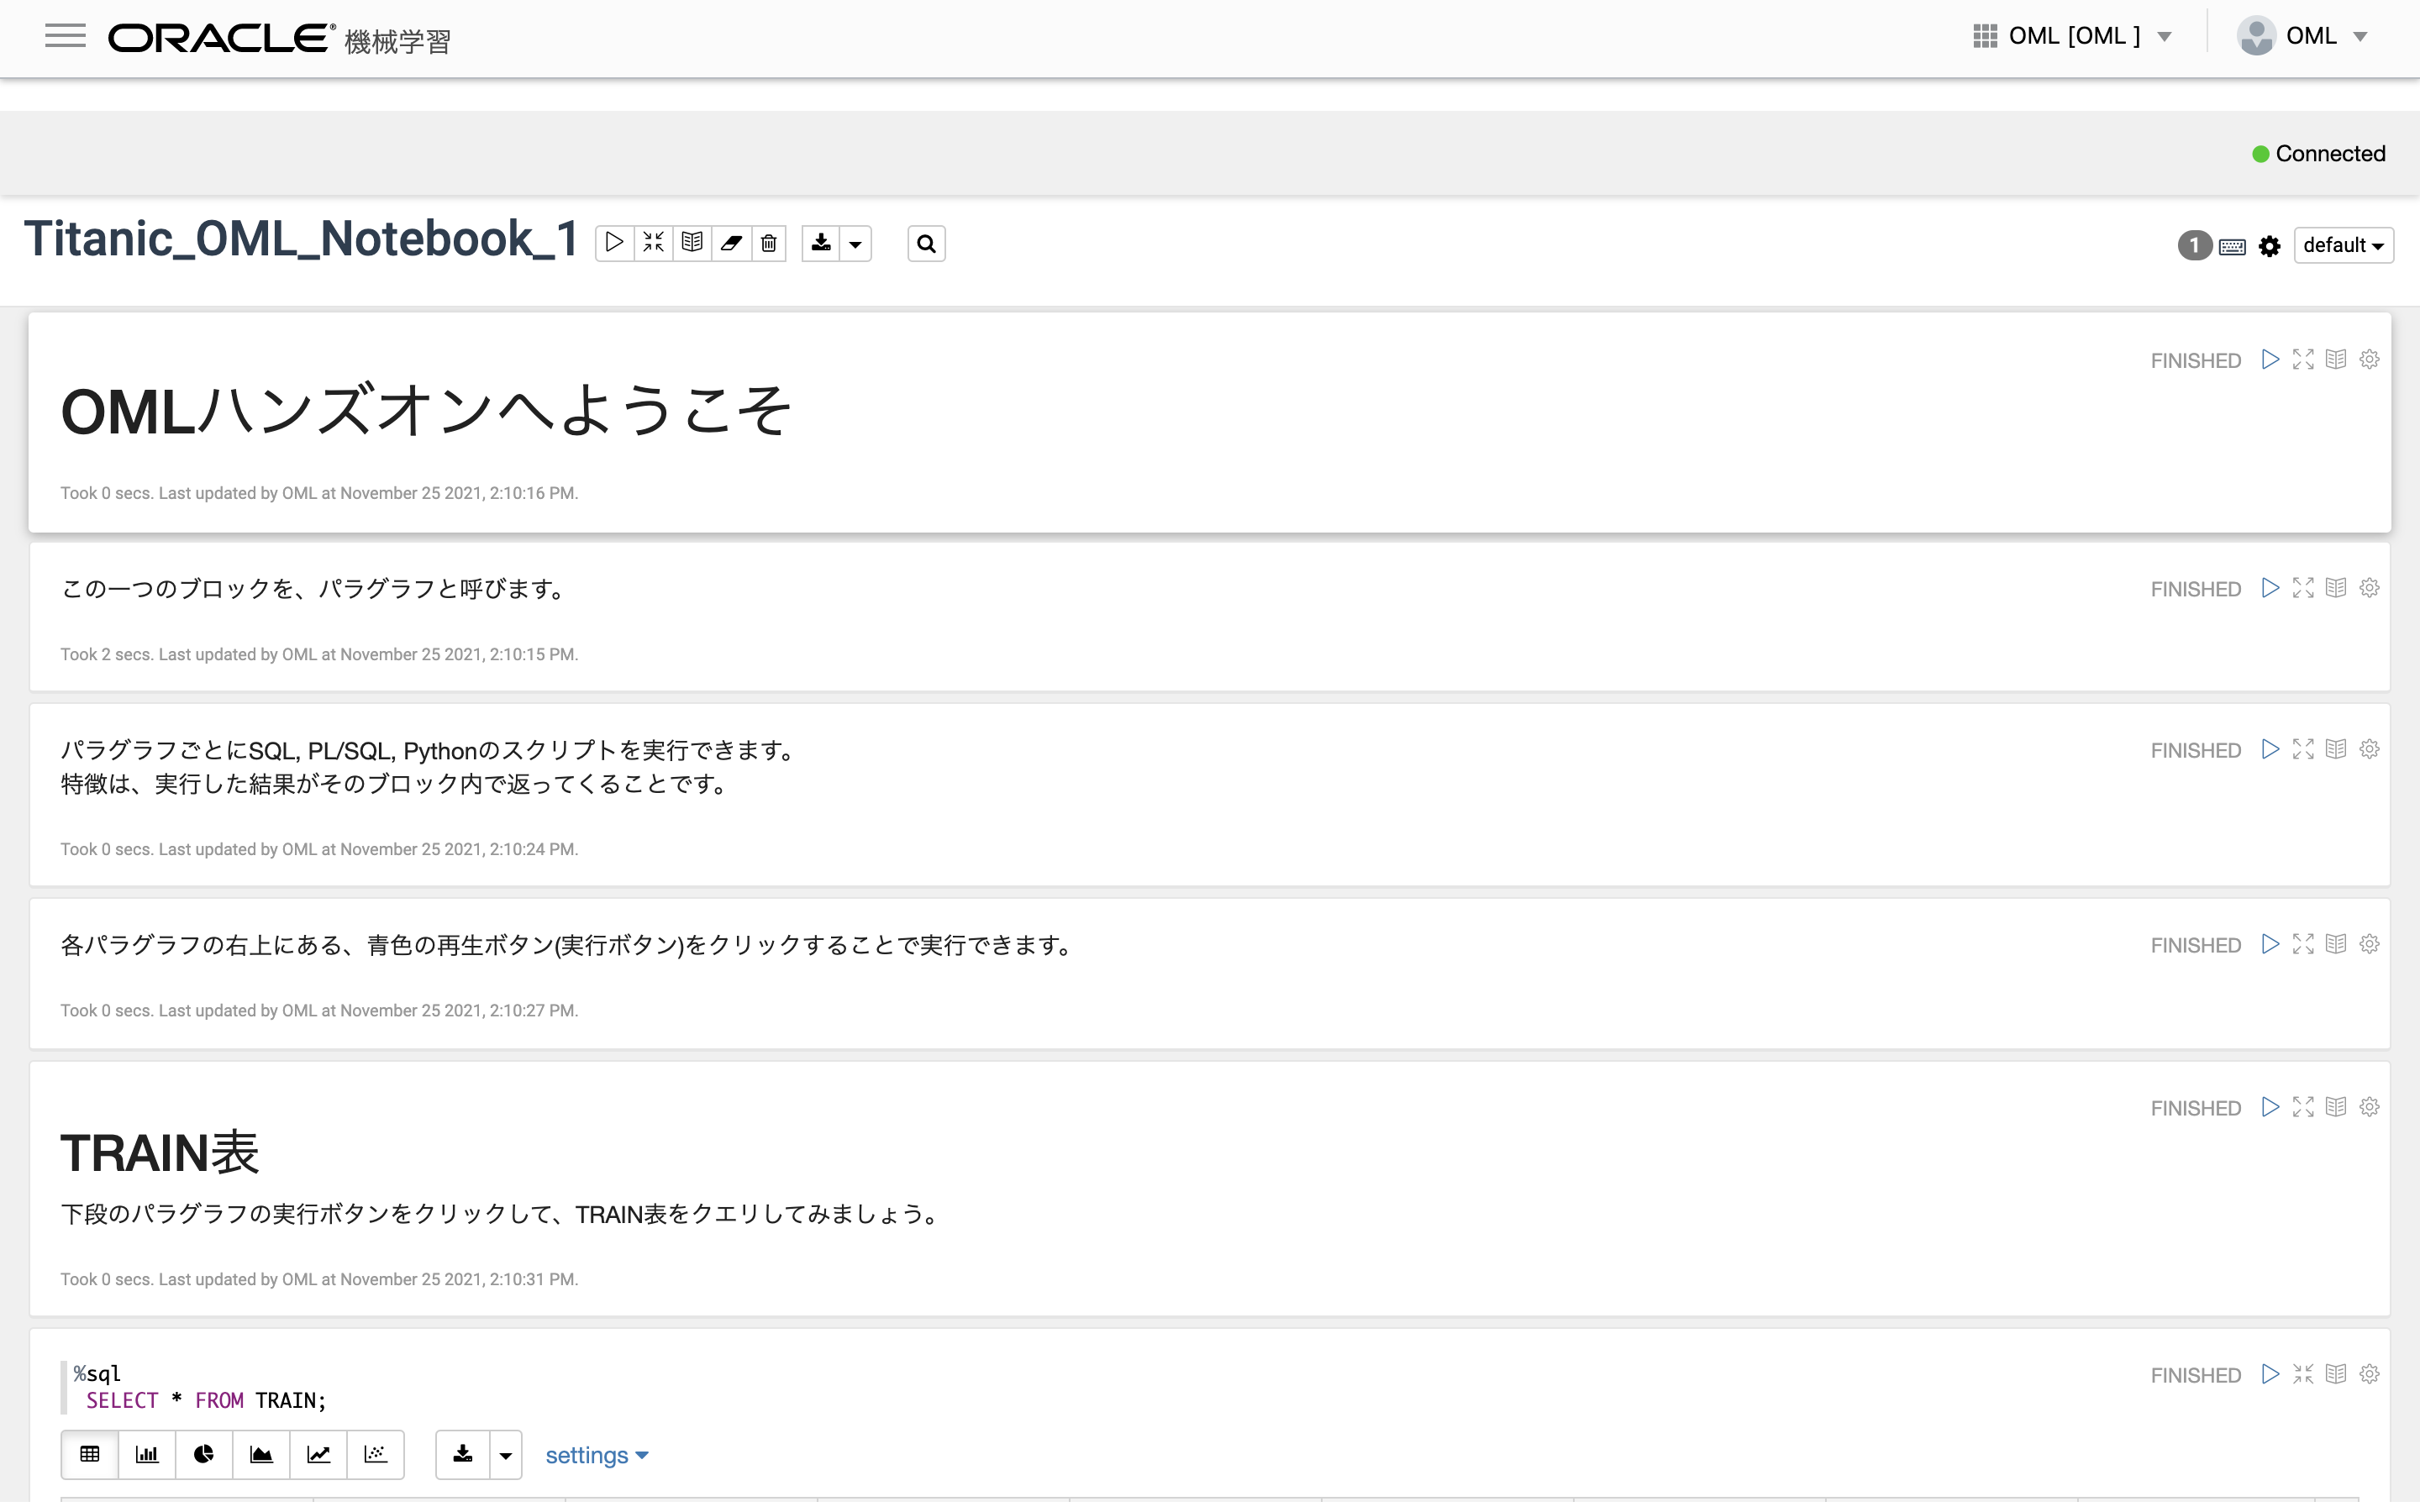 ORACLE® 機械学習
OML [OML ]
OML
Connected
Titanic_OML_Notebook_1
1
default
FINISHED
OMLハンズオンへようこそ
Took 0 secs. Last updated by OML at November 25 2021, 2:10:16 PM.
この一つのブロックを、パラグラフと呼びます。
FINISHED
Took 2 secs. Last updated by OML at November 25 2021, 2:10:15 PM.
パラグラフごとにSQL, PL/SQL, Pythonのスクリプトを実行できます。
FINISHED
特徴は、実行した結果がそのブロック内で返ってくることです。
Took 0 secs. Last updated by OML at November 25 2021, 2:10:24 PM.
各パラグラフの右上にある、青色の再生ボタン(実行ボタン)をクリックすることで実行できます。
FINISHED
Took 0 secs. Last updated by OML at November 25 2021, 2:10:27 PM.
FINISHED
TRAIN表
下段のパラグラフの実行ボタンをクリックして、TRAIN表をクエリしてみましょう。
Took 0 secs. Last updated by OML at November 25 2021, 2:10:31 PM.
%sql
FINISHED
SELECT * FROM TRAIN;
settings